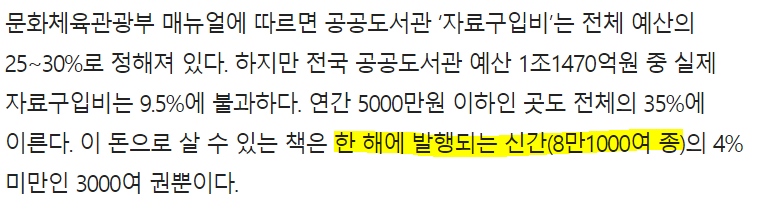 문화체육관광부 매뉴얼에 따르면 공공도서관 ‘자료구입비’는 전체 예산의
25~30%로 정해져 있다. 하지만 전국 공공도서관 예산 1조1470억원 중 실제
자료구입비는 9.5%에 불과하다. 연간 5000만원 이하인 곳도 전체의 35%에
이른다. 이 돈으로 살 수 있는 책은 한 해에 발행되는 신간(8만1000여 종)의 4%
미만인 3000여 권뿐이다.